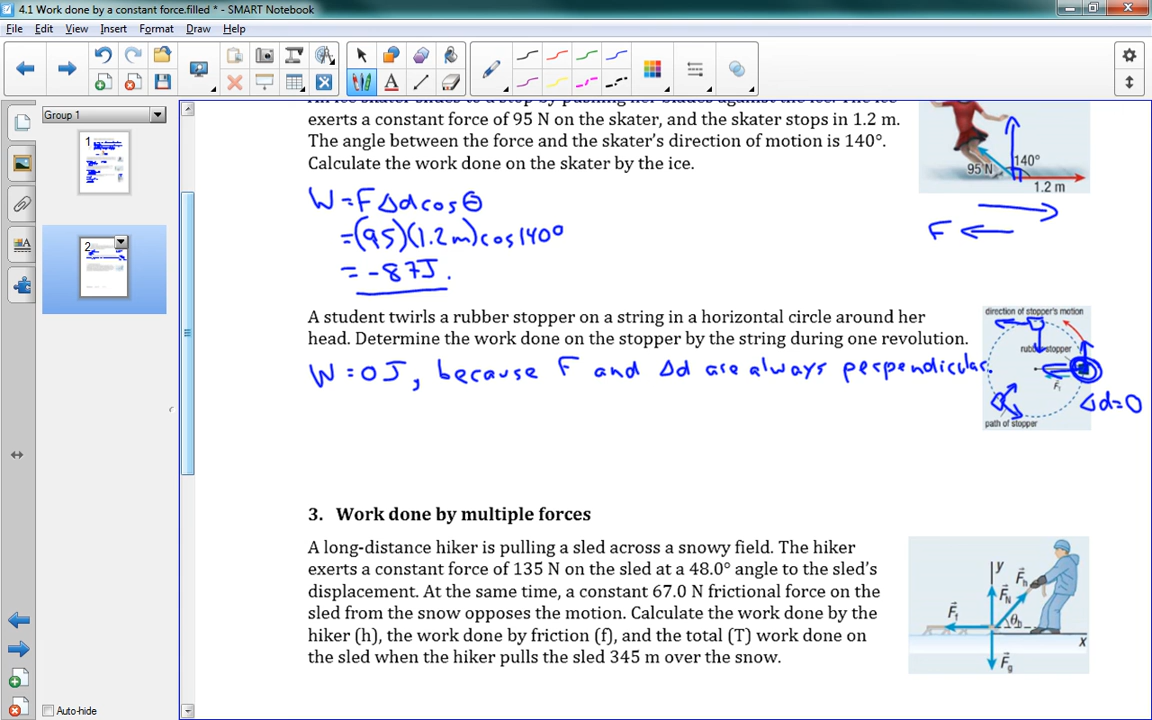 4.1 Work done by a constant force.filled * - SMART Notebook
File Edit View Insert Format Draw Help
Group 1
1
2
Auto-hide
exerts a constant force of 95 N on the skater, and the skater stops in 1.2 m.
The angle between the force and the skater's direction of motion is 140°.
Calculate the work done on the skater by the ice.
95 N
140°
1.2 m
F
W = F Δd cos θ
= (95)(1.2m) cos 140°
= -87J.
A student twirls a rubber stopper on a string in a horizontal circle around her
head. Determine the work done on the stopper by the string during one revolution.
W = 0 J, because F and Δd are always perpendicular.
direction of stopper's motion
rubber stopper
path of stopper
Δd = 0
3. Work done by multiple forces
A long-distance hiker is pulling a sled across a snowy field. The hiker
exerts a constant force of 135 N on the sled at a 48.0° angle to the sled's
displacement. At the same time, a constant 67.0 N frictional force on the
sled from the snow opposes the motion. Calculate the work done by the
hiker (h), the work done by friction (f), and the total (T) work done on
the sled when the hiker pulls the sled 345 m over the snow.
y
Fh
FN
Ff
θh
x
Fg